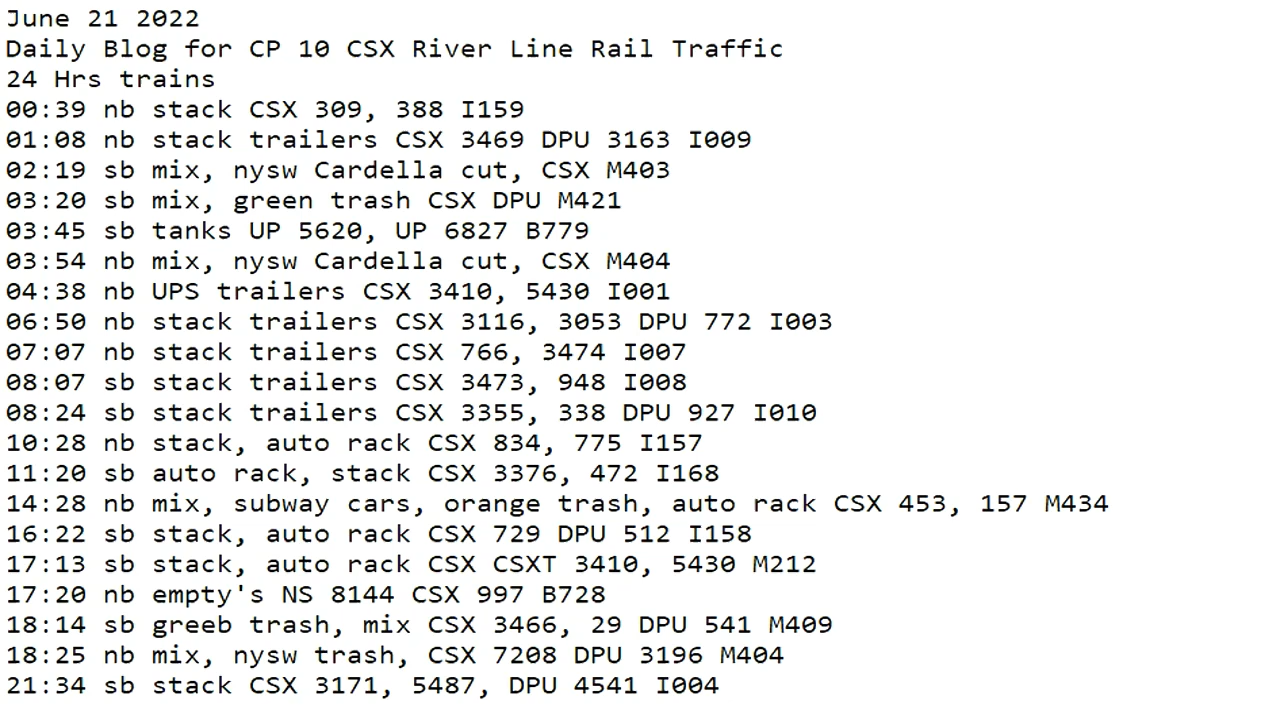 June 21 2022
Daily Blog for CP 10 CSX River Line Rail Traffic
24 Hrs trains
00:39 nb stack CSX 309, 388 I159
01:08 nb stack trailers CSX 3469 DPU 3163 I009
02:19 sb mix, nysw Cardella cut, CSX M403
03:20 sb mix, green trash CSX DPU M421
03:45 sb tanks UP 5620, UP 6827 B779
03:54 nb mix, nysw Cardella cut, CSX M404
04:38 nb UPS trailers CSX 3410, 5430 I001
06:50 nb stack trailers CSX 3116, 3053 DPU 772 I003
07:07 nb stack trailers CSX 766, 3474 I007
08:07 sb stack trailers CSX 3473, 948 I008
08:24 sb stack trailers CSX 3355, 338 DPU 927 I010
10:28 nb stack, auto rack CSX 834, 775 I157
11:20 sb auto rack, stack CSX 3376, 472 I168
14:28 nb mix, subway cars, orange trash, auto rack CSX 453, 157 M434
16:22 sb stack, auto rack CSX 729 DPU 512 I158
17:13 sb stack, auto rack CSX CSXT 3410, 5430 M212
17:20 nb empty's NS 8144 CSX 997 B728
18:14 sb greeb trash, mix CSX 3466, 29 DPU 541 M409
18:25 nb mix, nysw trash, CSX 7208 DPU 3196 M404
21:34 sb stack CSX 3171, 5487, DPU 4541 I004